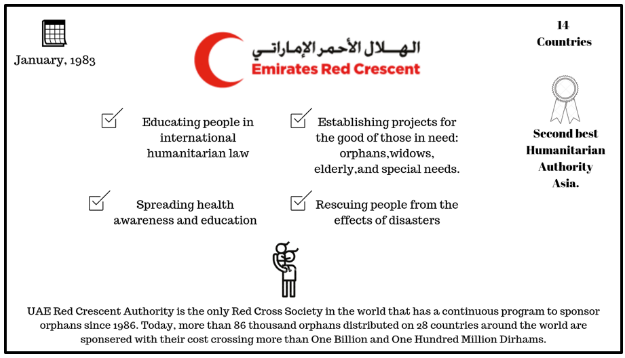 January, 1983
الهلال الأحمر الإماراتي
Emirates Red Crescent
14
Countries
Second best
Humanitarian
Authority
Asia.
Educating people in
international
humanitarian law
Establishing projects for
the good of those in need:
orphans,widows,
elderly,and special needs.
Spreading health
awareness and education
Rescuing people from the
effects of disasters
UAE Red Crescent Authority is the only Red Cross Society in the world that has a continuous program to sponsor
orphans since 1986. Today, more than 86 thousand orphans distributed on 28 countries around the world are
sponsered with their cost crossing more than One Billion and One Hundred Million Dirhams.